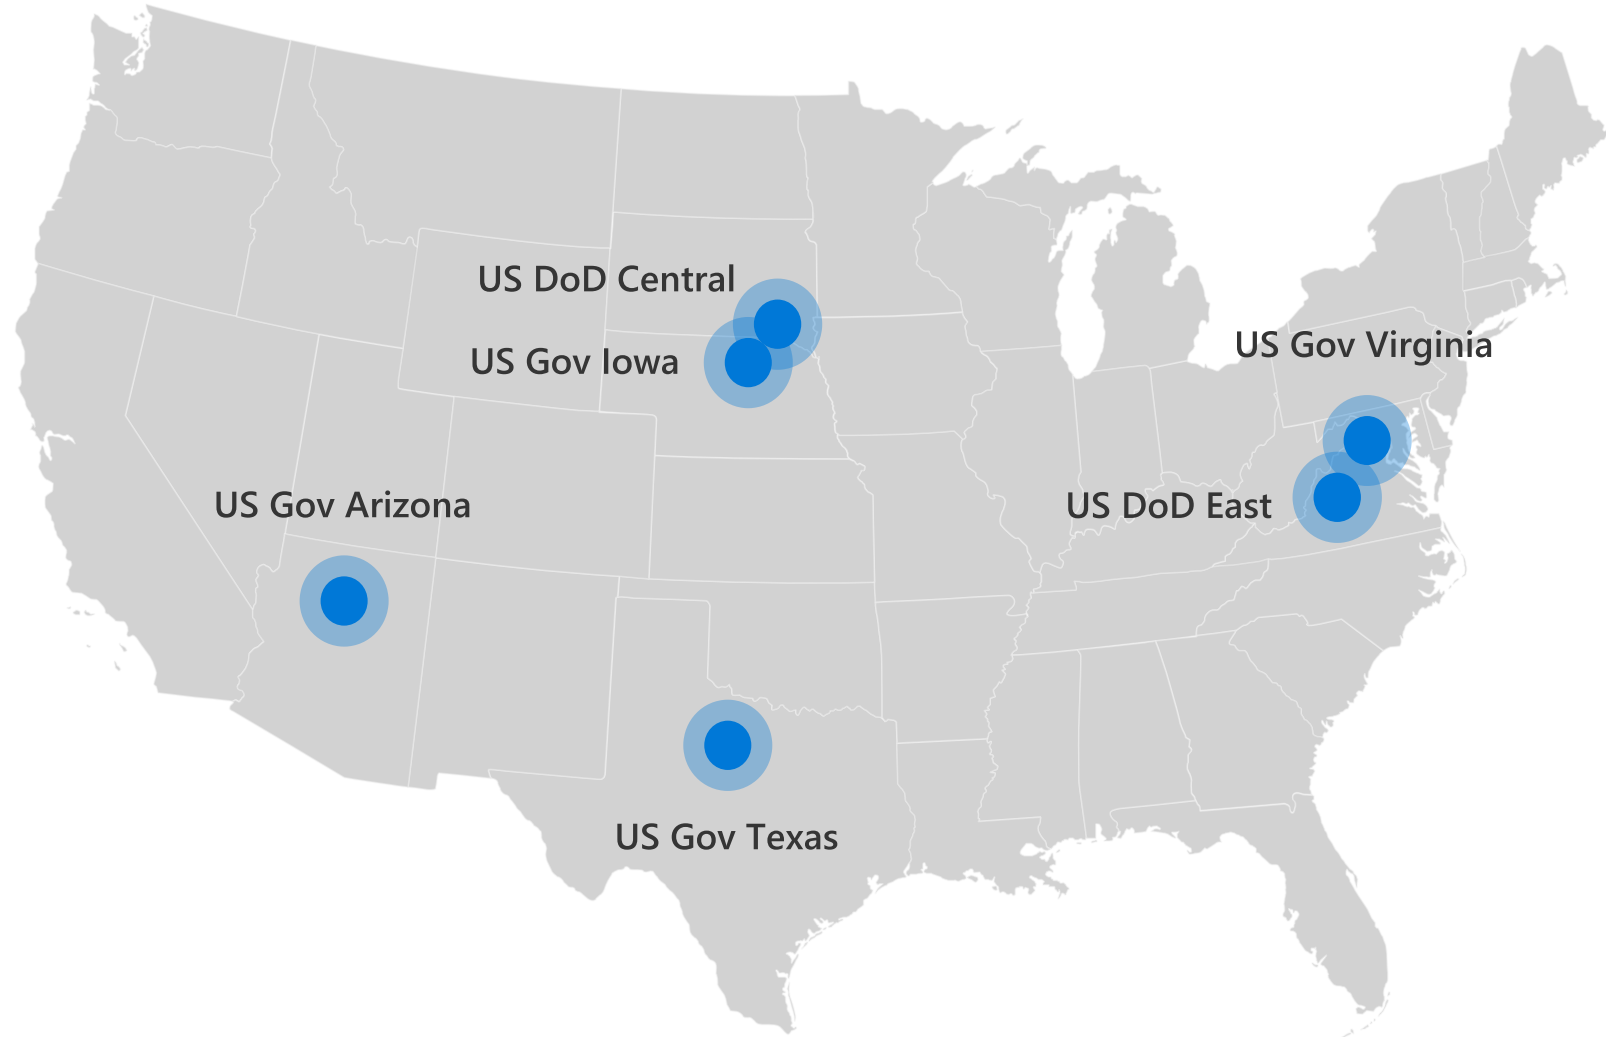 US DoD Central
US Gov Iowa
US Gov Virginia
US Gov Arizona
US DoD East
US Gov Texas